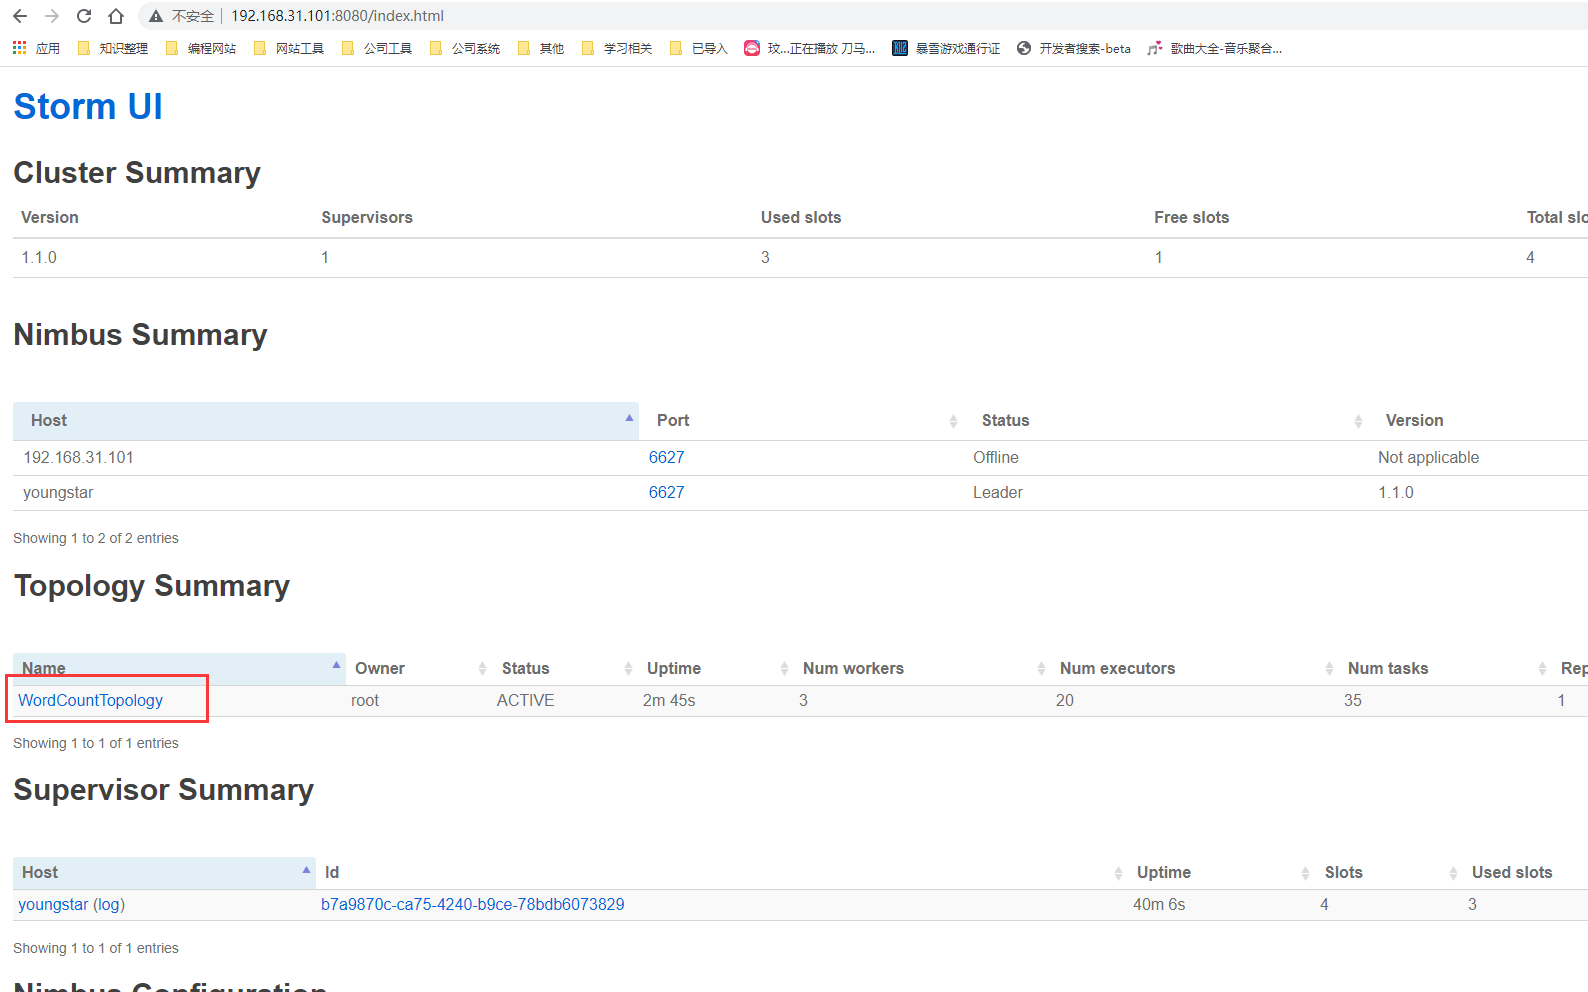 不安全 | 192.168.31.101:8080/index.html
应用 知识整理 编程网站 网站工具 公司工具 公司系统 其他 学习相关 已导入 玟...正在播放 刀马... 暴雪游戏通行证 开发者搜索-beta 歌曲大全-音乐聚合...
Storm UI
Cluster Summary
Version Supervisors Used slots Free slots Total slo
1.1.0 1 3 1 4
Nimbus Summary
Host Port Status Version
192.168.31.101 6627 Offline Not applicable
youngstar 6627 Leader 1.1.0
Showing 1 to 2 of 2 entries
Topology Summary
Name Owner Status Uptime Num workers Num executors Num tasks Rep
WordCountTopology root ACTIVE 2m 45s 3 20 35 1
Showing 1 to 1 of 1 entries
Supervisor Summary
Host Id Uptime Slots Used slots
youngstar (log) b7a9870c-ca75-4240-b9ce-78bdb6073829 40m 6s 4 3
Showing 1 to 1 of 1 entries
Nimbus Configuration